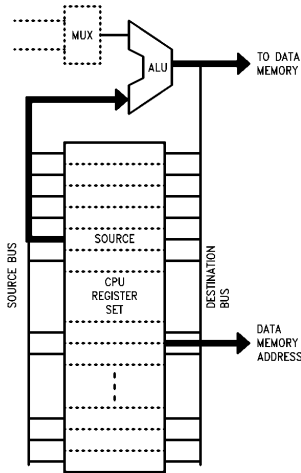 MUX
ALU
TO DATA
MEMORY
SOURCE
CPU
REGISTER
SET
SOURCE BUS
DESTINATION
BUS
DATA
MEMORY
ADDRESS